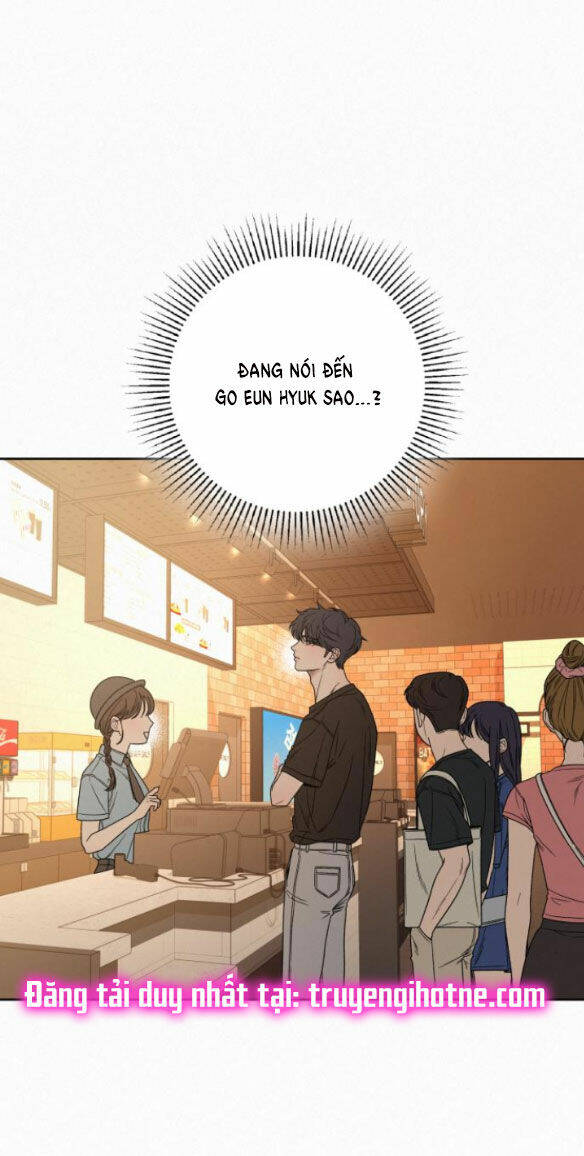 ĐANG NÓI ĐẾN
GO EUN HYUK SAO...?
Đăng tải duy nhất tại: truyengihotne.com